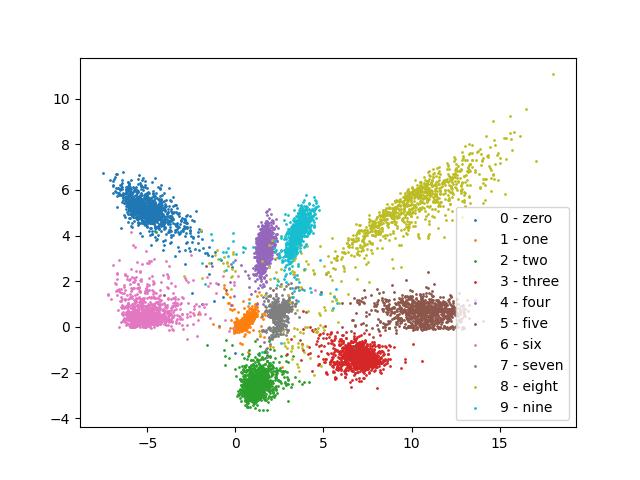 10
8
6
4
2
0
−2
−4
−5
0
5
10
15
0 - zero
1 - one
2 - two
3 - three
4 - four
5 - five
6 - six
7 - seven
8 - eight
9 - nine